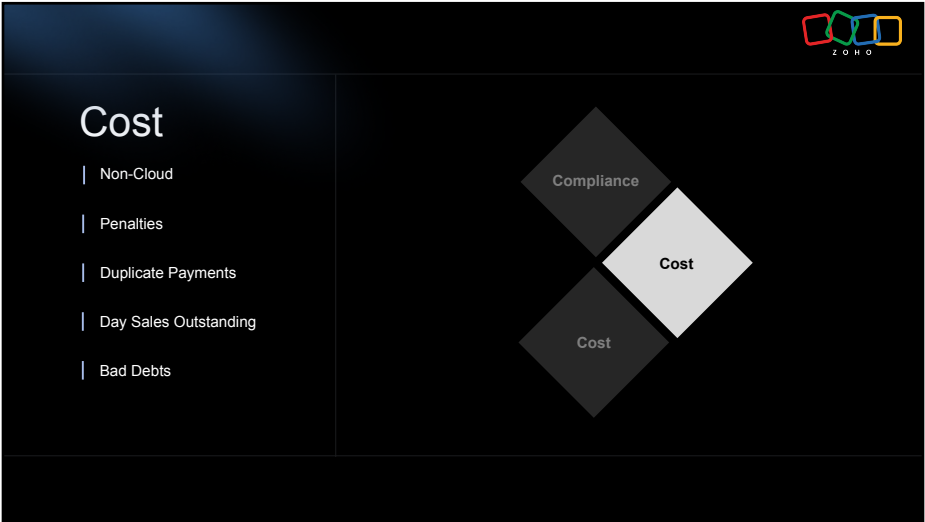 ZOHO
Cost
Non-Cloud
Penalties
Duplicate Payments
Day Sales Outstanding
Bad Debts
Compliance
Cost
Cost